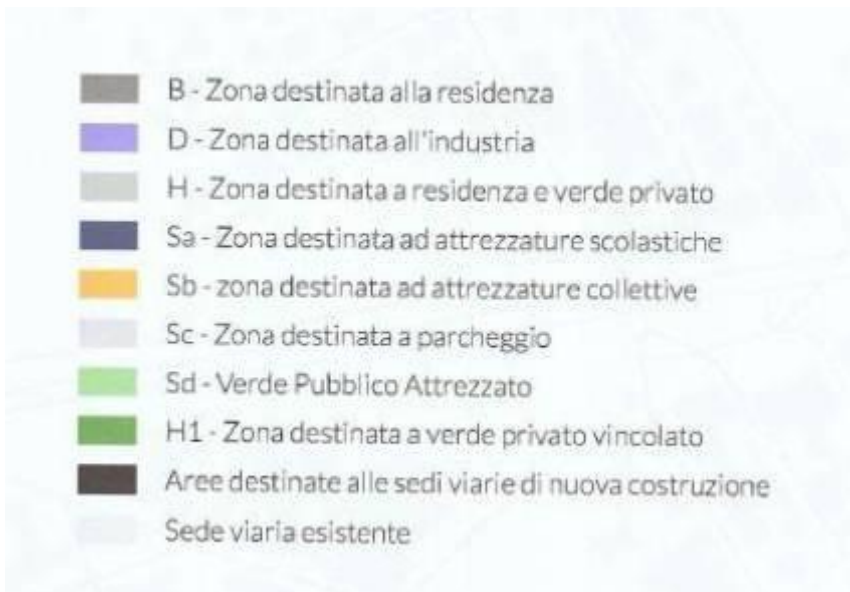 B - Zona destinata alla residenza
D - Zona destinata all'industria
H - Zona destinata a residenza e verde privato
Sa - Zona destinata ad attrezzature scolastiche
Sb - zona destinata ad attrezzature collettive
Sc - Zona destinata a parcheggio
Sd - Verde Pubblico Attrezzato
H1 - Zona destinata a verde privato vincolato
Aree destinate alle sedi viarie di nuova costruzione
Sede viaria esistente